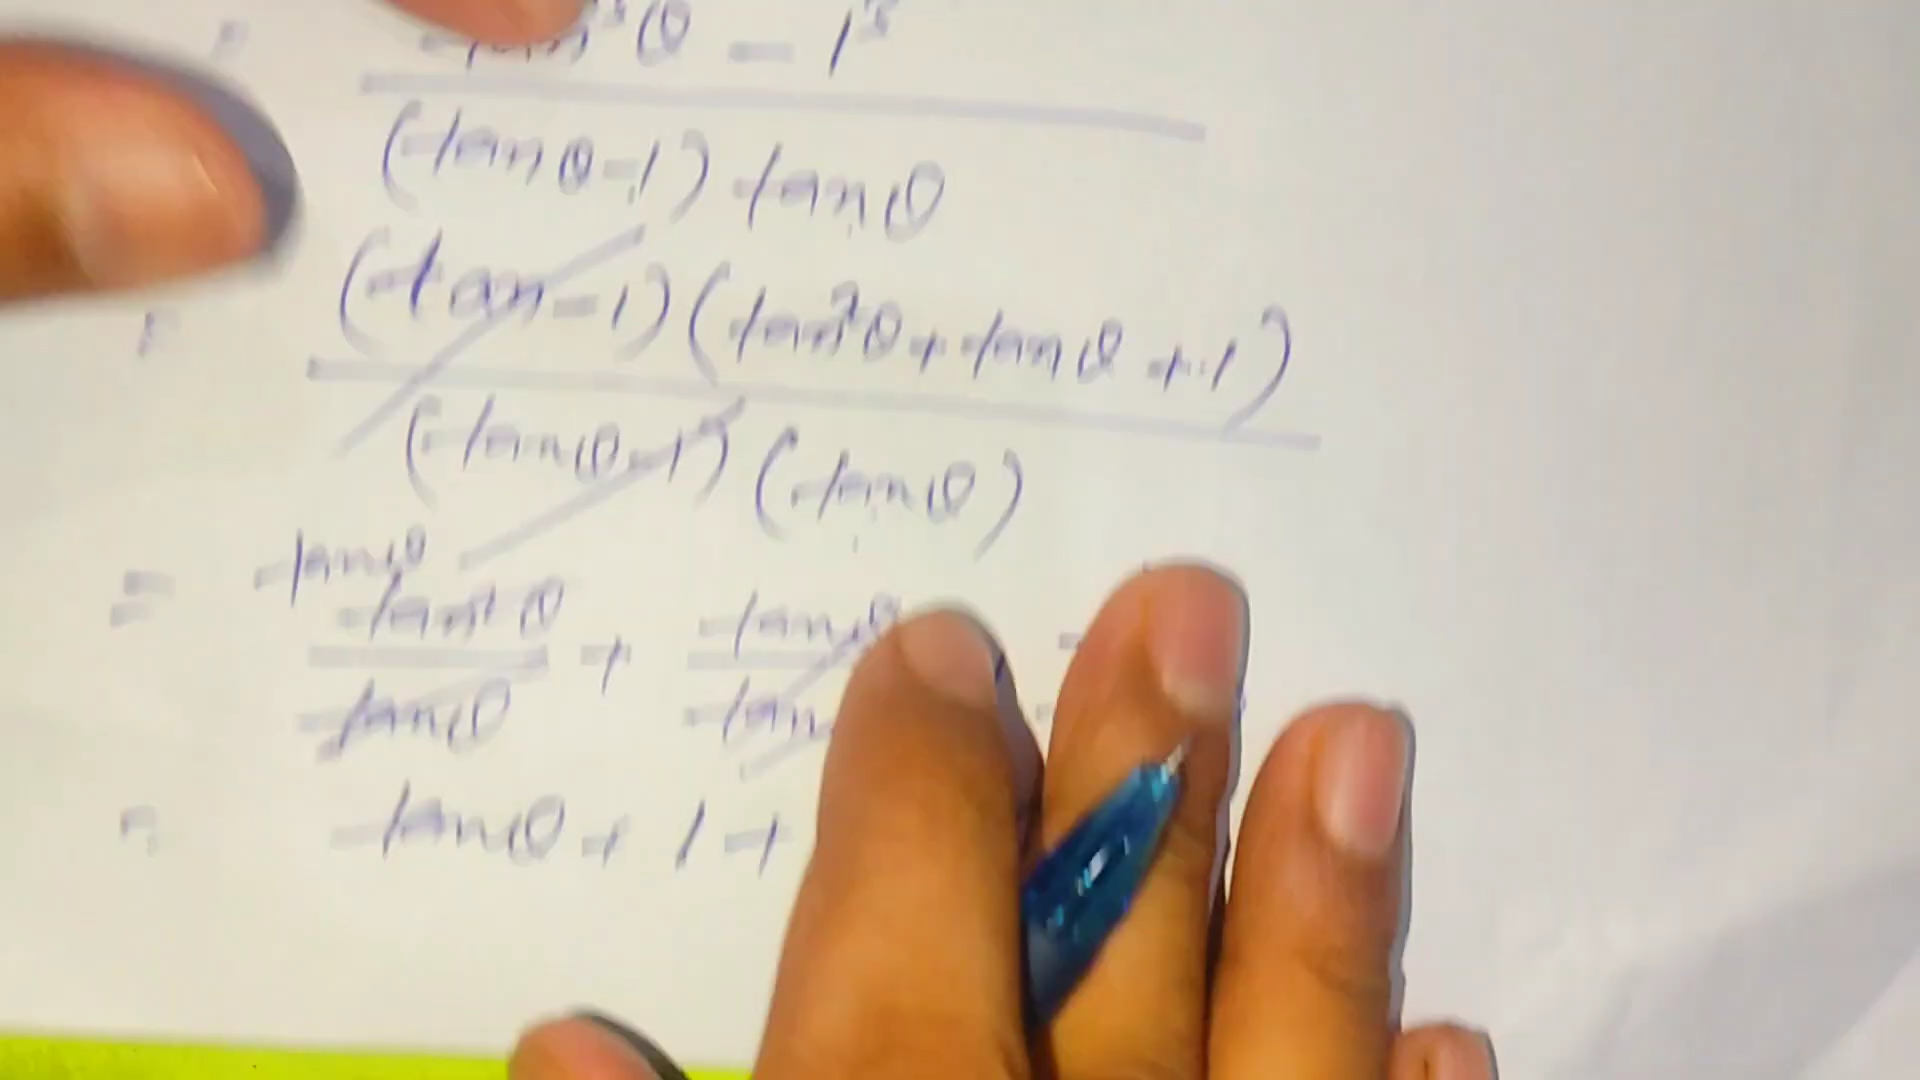 = tan³θ - 1³
(tanθ-1) tanθ
= (tan-1)(tan²θ+tanθ+1)
(tanθ-1)(tanθ)
= tanθ
tan²θ + tanθ
tanθ tan
= tanθ + 1 +